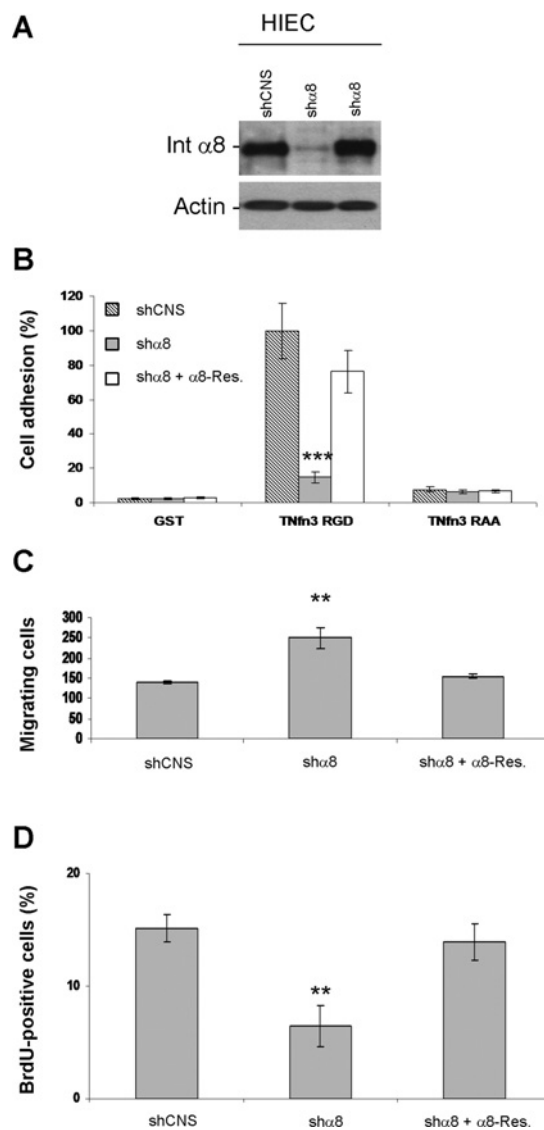 A
HIEC
shCNS
shα8
shα8
Int α8
Actin
B
Cell adhesion (%)
120
100
80
60
40
20
0
shCNS
shα8
shα8 + α8-Res.
***
GST TNfn3 RGD TNfn3 RAA
C
Migrating cells
300
250
200
150
100
50
0
**
shCNS shα8 shα8 + α8-Res.
D
BrdU-positive cells (%)
20
10
0
**
shCNS shα8 shα8 + α8-Res.